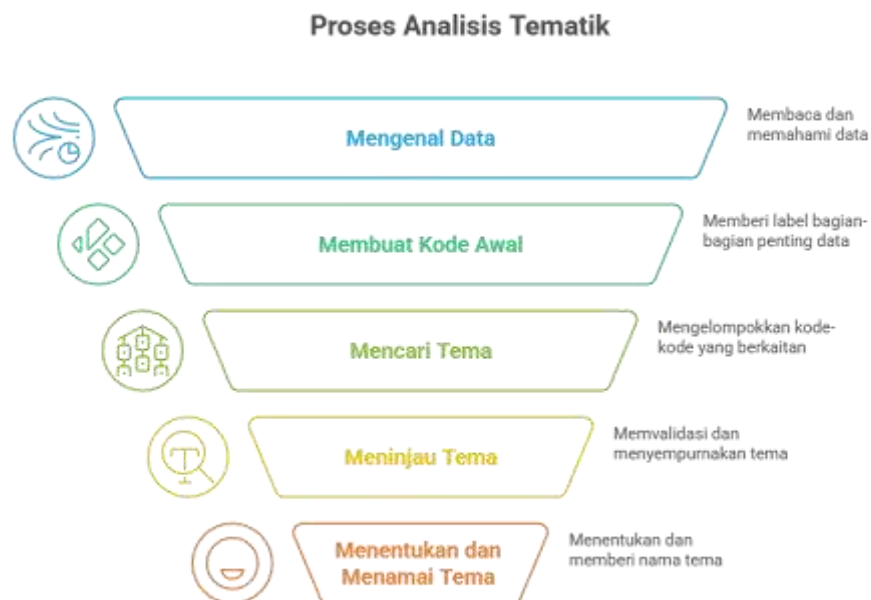 Proses Analisis Tematik
Mengenal Data
Membaca dan
memahami data
Membuat Kode Awal
Memberi label bagian-
bagian penting data
Mencari Tema
Mengelompokkan kode-
kode yang berkaitan
Meninjau Tema
Memvalidasi dan
menyempurnakan tema
Menentukan dan
Menamai Tema
Menentukan dan
memberi nama tema